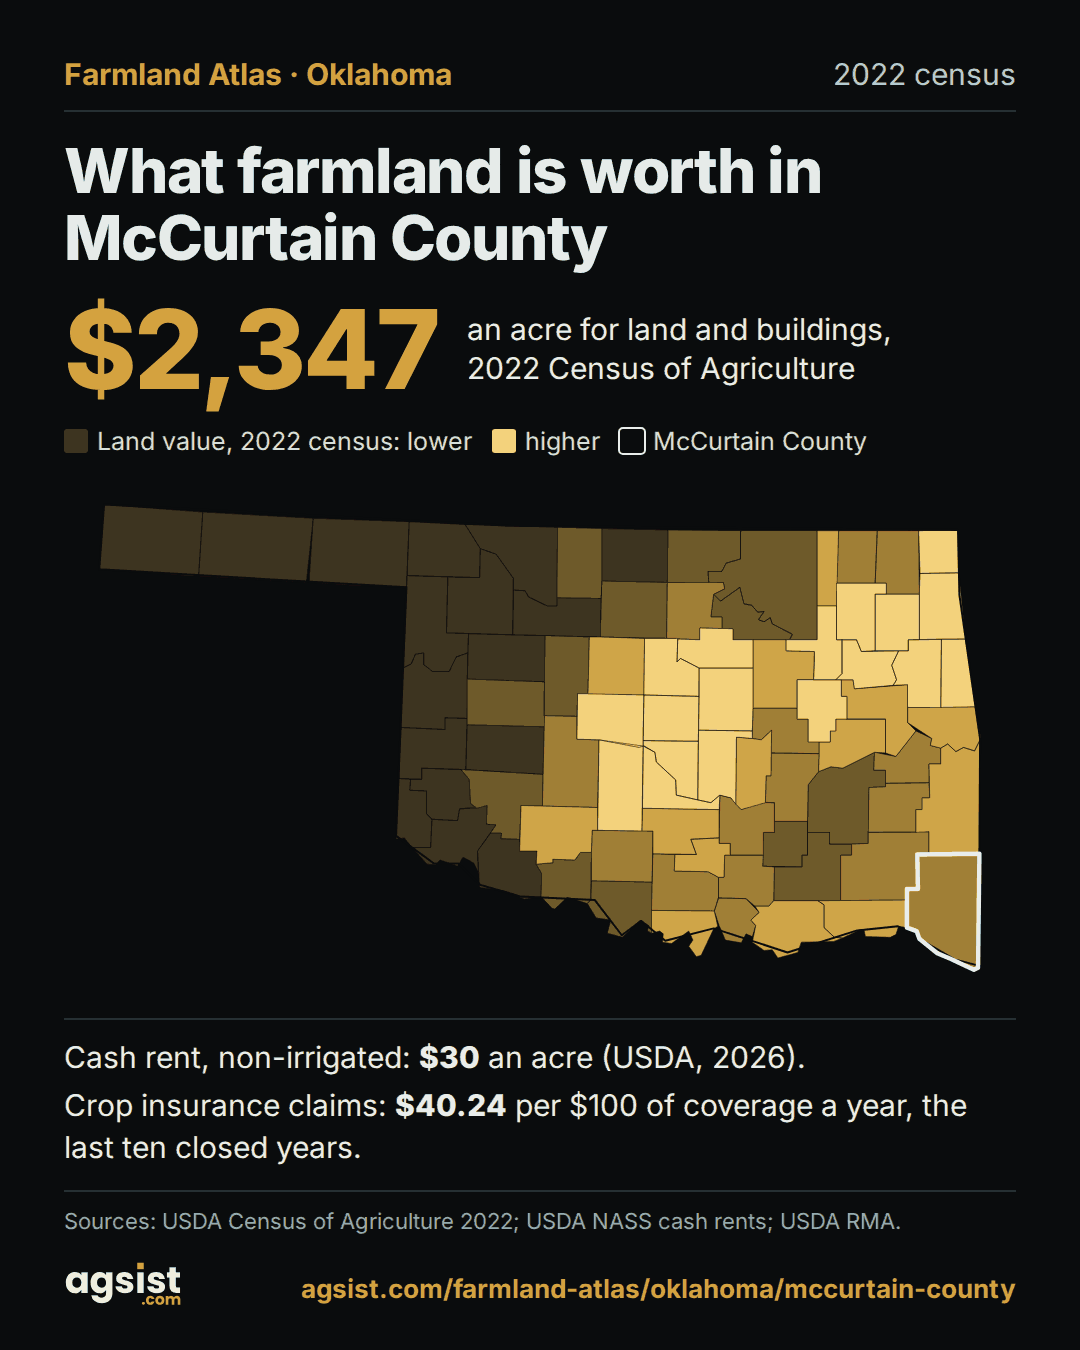 Farmland Atlas · Oklahoma
2022 census
What farmland is worth in
McCurtain County
$2,347
an acre for land and buildings,
2022 Census of Agriculture
Land value, 2022 census: lower
higher
McCurtain County
Cash rent, non-irrigated: $30 an acre (USDA, 2026).
Crop insurance claims: $40.24 per $100 of coverage a year, the
last ten closed years.
Sources: USDA Census of Agriculture 2022; USDA NASS cash rents; USDA RMA.
agsist
.com
agsist.com/farmland-atlas/oklahoma/mccurtain-county